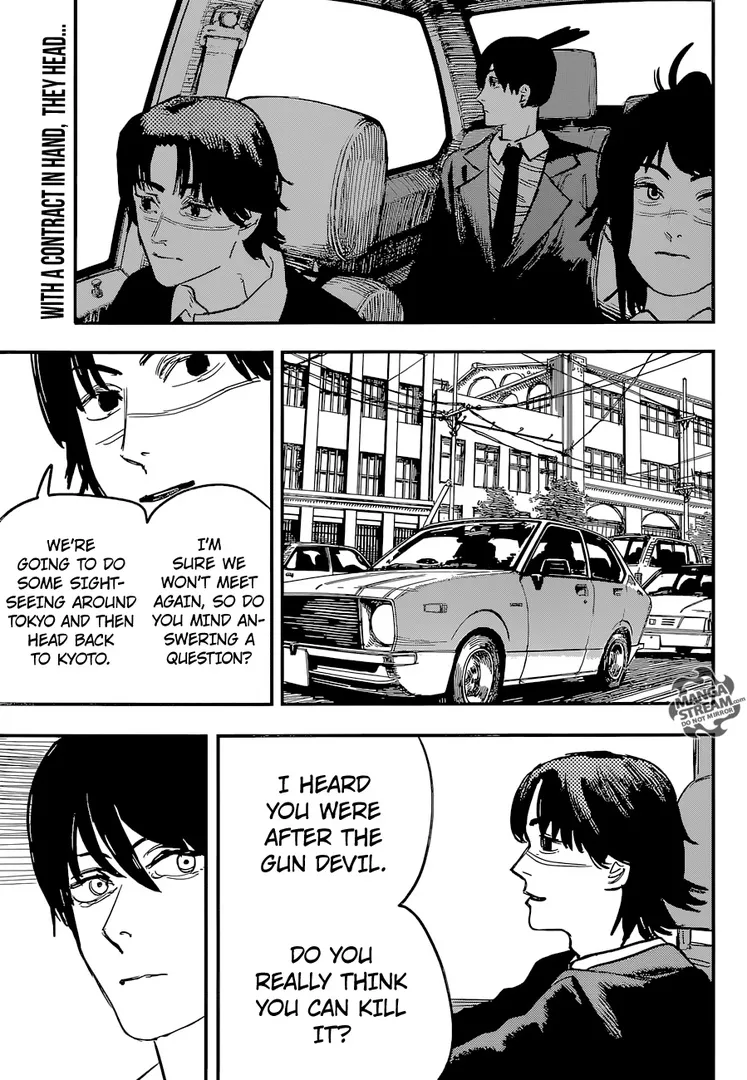 WITH A CONTRACT IN HAND, THEY HEAD...
I'M
SURE WE
WON'T MEET
AGAIN, SO DO
YOU MIND AN-
SWERING A
QUESTION?
WE'RE
GOING TO DO
SOME SIGHT-
SEEING AROUND
TOKYO AND THEN
HEAD BACK
TO KYOTO.
MANGA
STREAM.com
DO NOT MIRROR
I HEARD
YOU WERE
AFTER THE
GUN DEVIL.
DO YOU
REALLY THINK
YOU CAN KILL
IT?